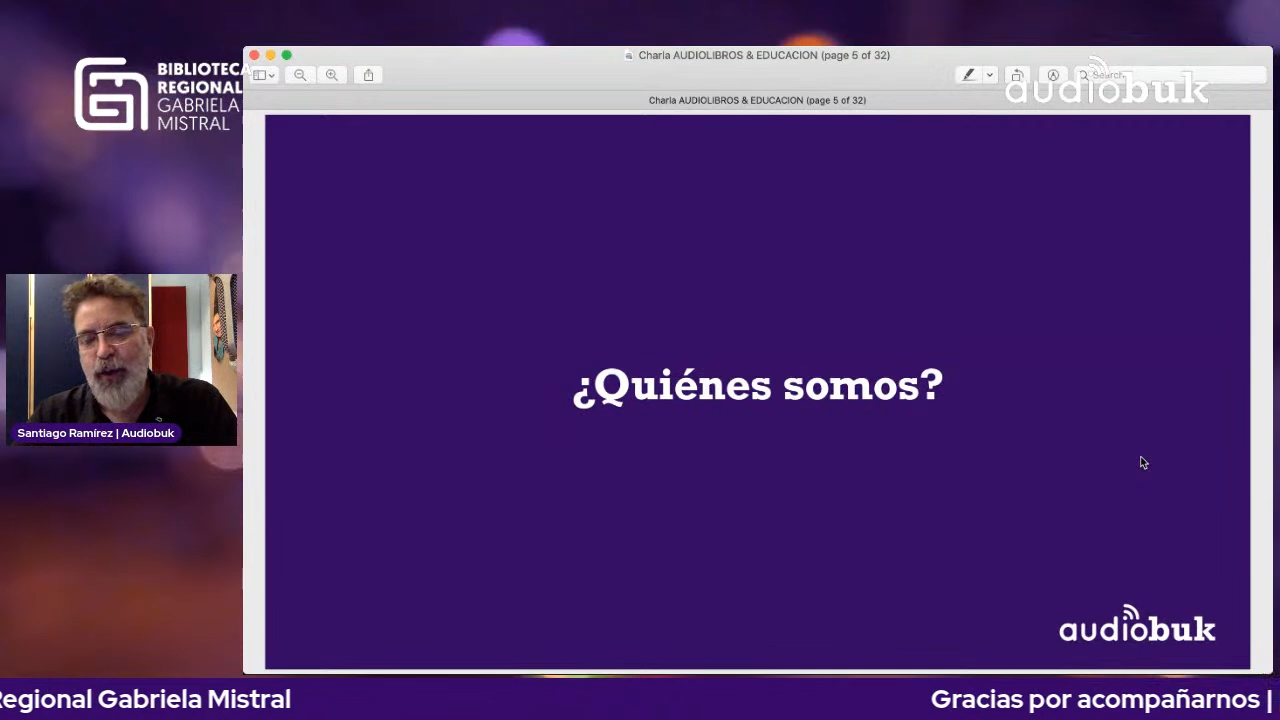 BIBLIOTECA
REGIONAL
GABRIELA
MISTRAL
Charla AUDIOLIBROS & EDUCACION (page 5 of 32)
Search
audiobuk
Charla AUDIOLIBROS & EDUCACION (page 5 of 32)
¿Quiénes somos?
Santiago Ramírez | Audiobuk
audiobuk
Regional Gabriela Mistral
Gracias por acompañarnos |